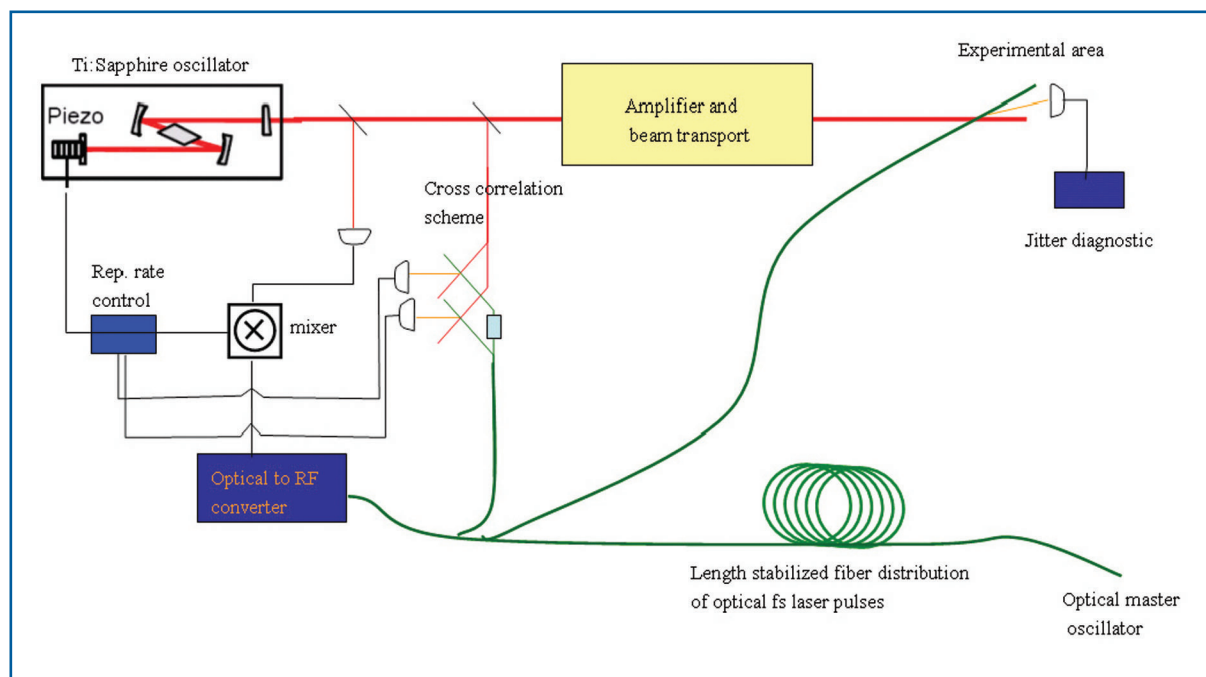 Experimental area
Ti:Sapphire oscillator
Piezo
Amplifier and
beam transport
Cross correlation
scheme
Jitter diagnostic
Rep. rate
control
mixer
Optical to RF
converter
Length stabilized fiber distribution
of optical fs laser pulses
Optical master
oscillator